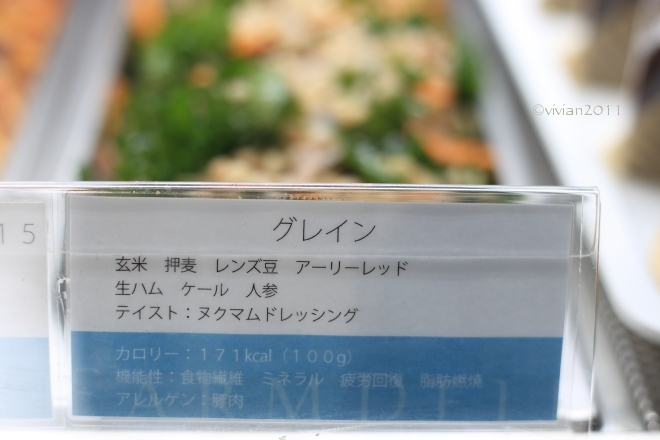 ©vivian2011
15
グレイン
玄米 押麦 レンズ豆 アーリーレッド
生ハム ケール 人参
テイスト：ヌクマムドレッシング
カロリー：171kcal（100g）
機能性：食物繊維 ミネラル 疲労回復 脂肪燃焼
アレルゲン：豚肉